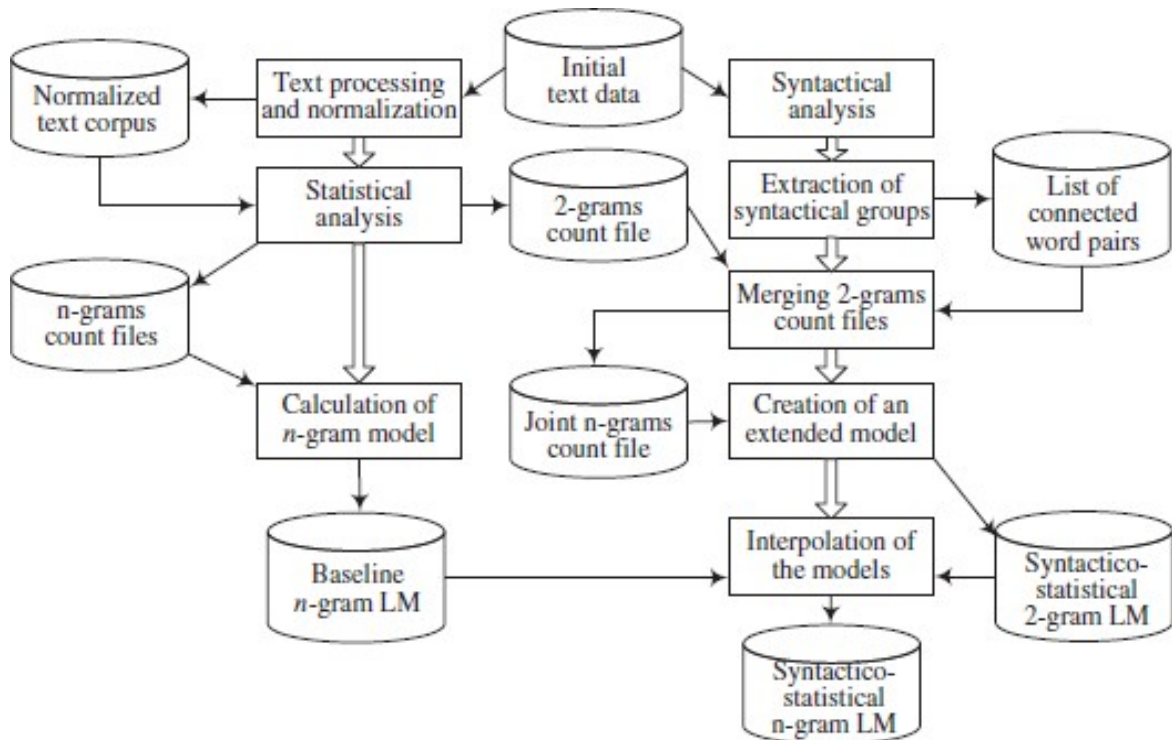 Normalized
text corpus
Text processing
and normalization
Initial
text data
Syntactical
analysis
Statistical
analysis
2-grams
count file
Extraction of
syntactical groups
List of
connected
word pairs
n-grams
count files
Merging 2-grams
count files
Calculation of
n-gram model
Joint n-grams
count file
Creation of an
extended model
Baseline
n-gram LM
Interpolation of
the models
Syntactico-
statistical
2-gram LM
Syntactico-
statistical
n-gram LM